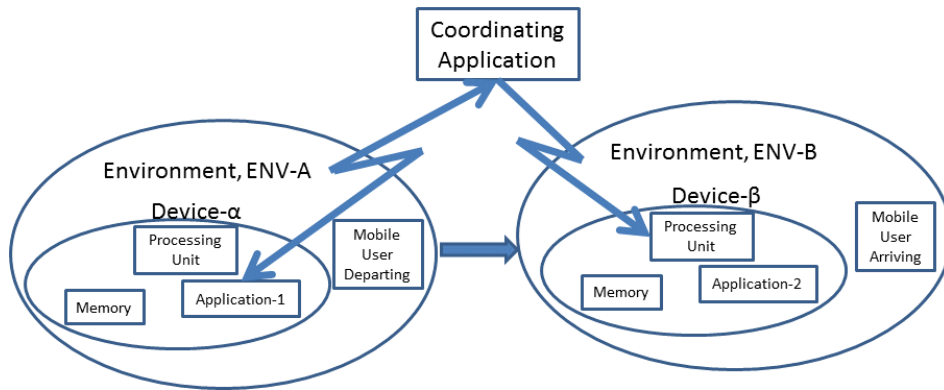 Coordinating
Application
Environment, ENV-A
Device-α
Processing
Unit
Memory
Application-1
Mobile
User
Departing
Environment, ENV-B
Device-β
Processing
Unit
Memory
Application-2
Mobile
User
Arriving